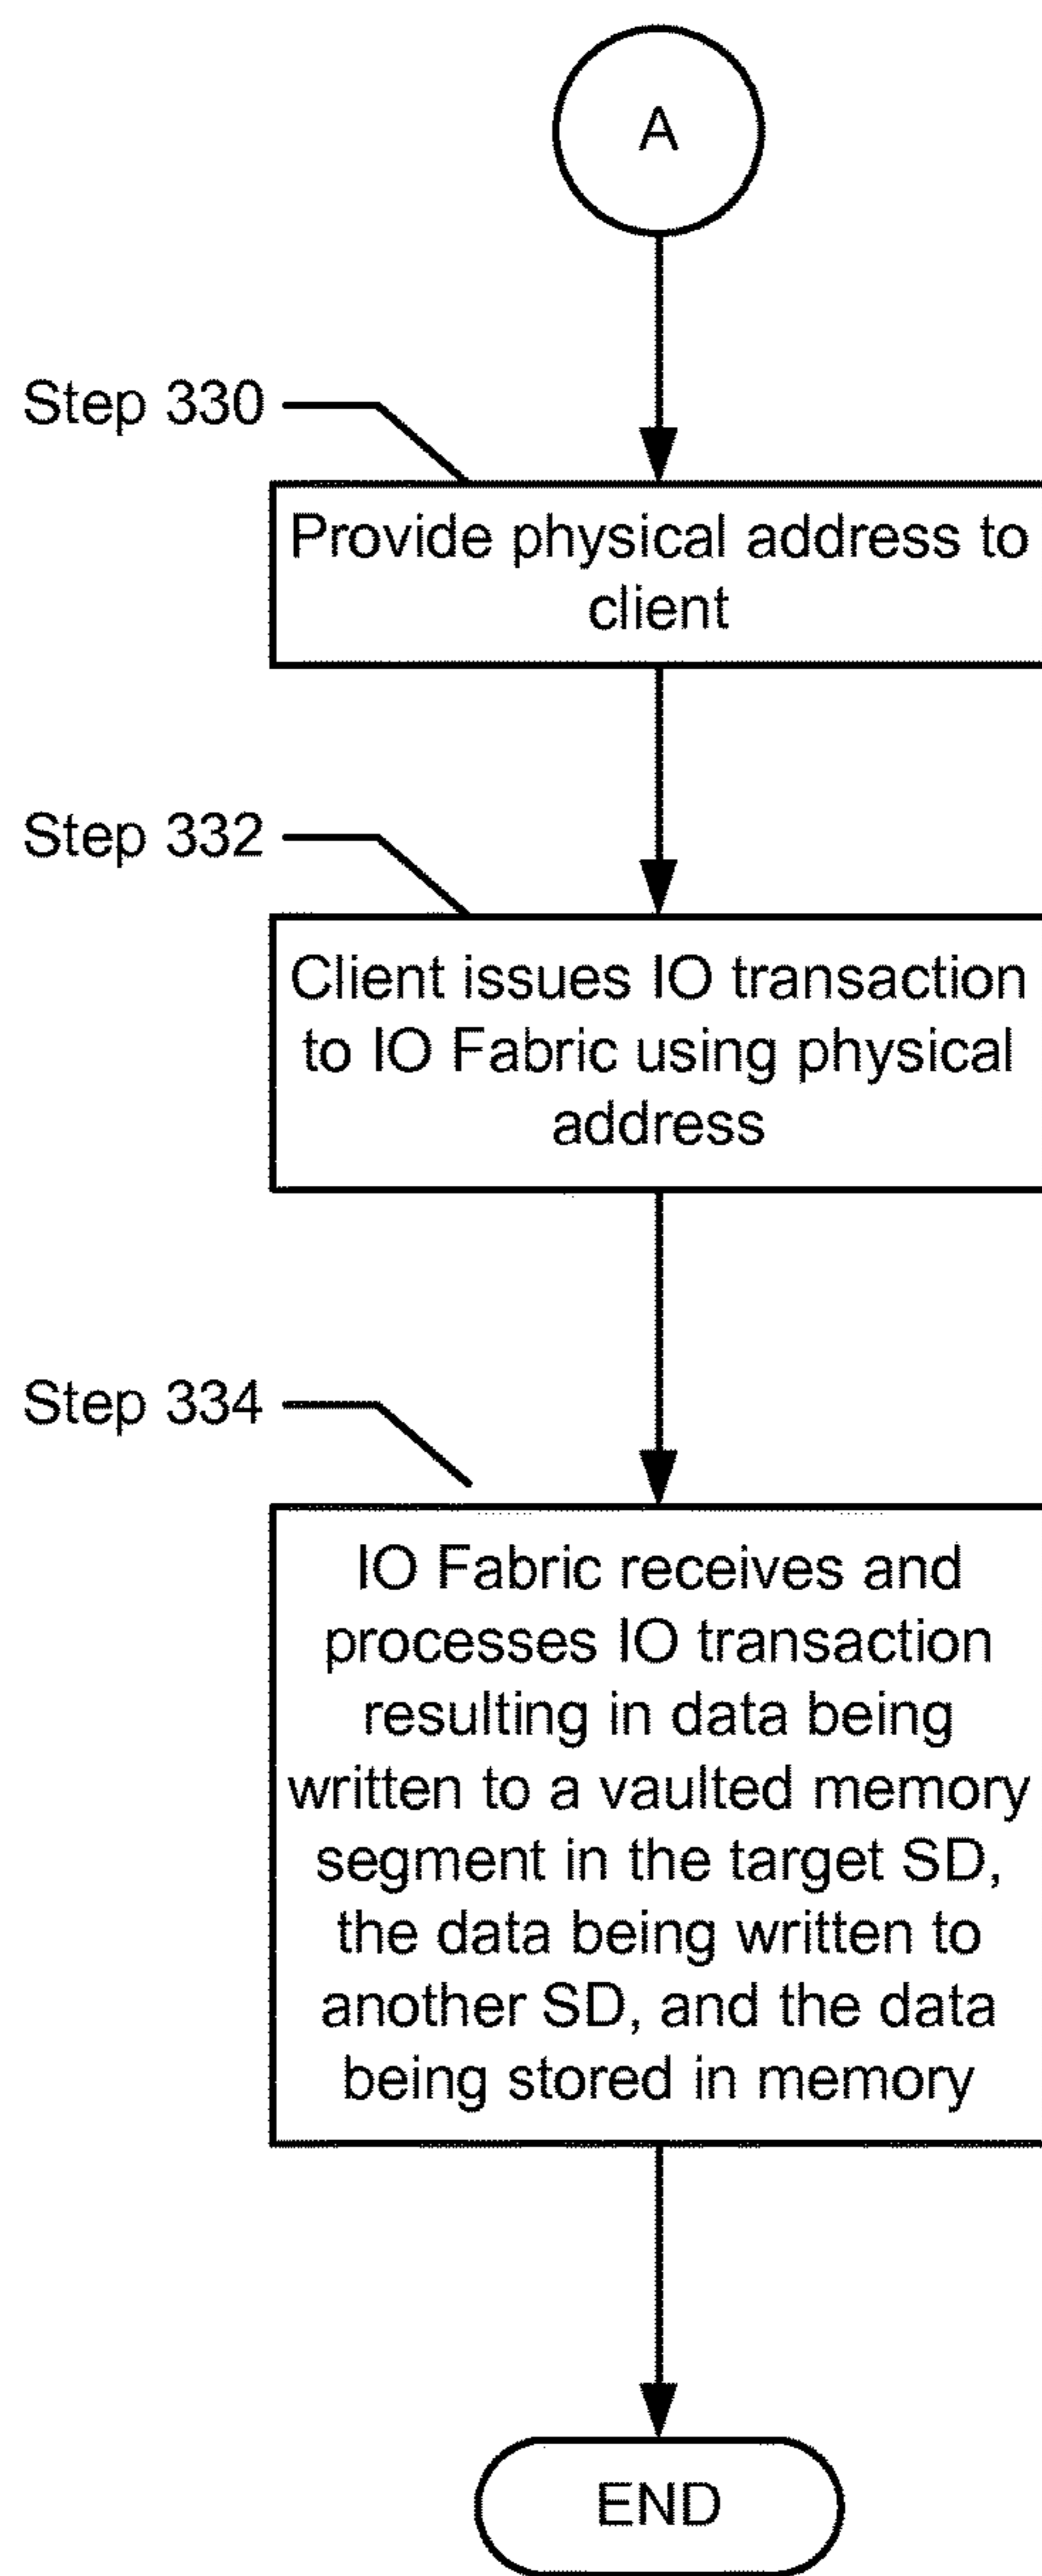 A
Step 330
Provide physical address to
client
Step 332
Client issues IO transaction
to IO Fabric using physical
address
Step 334
IO Fabric receives and
processes IO transaction
resulting in data being
written to a vaulted memory
segment in the target SD,
the data being written to
another SD, and the data
being stored in memory
END